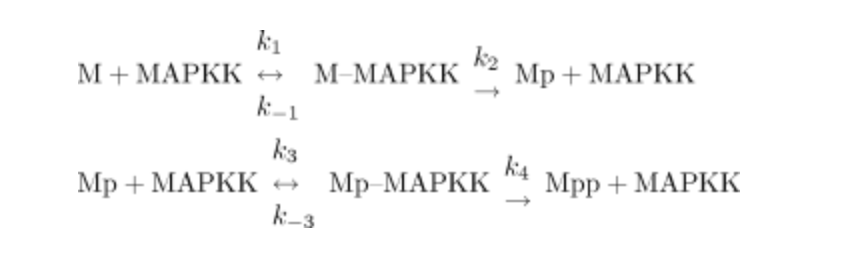 k₁
M + MAPKK ↔ M–MAPKK k₂ → Mp + MAPKK
k₋₁
k₃
Mp + MAPKK ↔ Mp–MAPKK k₄ → Mpp + MAPKK
k₋₃